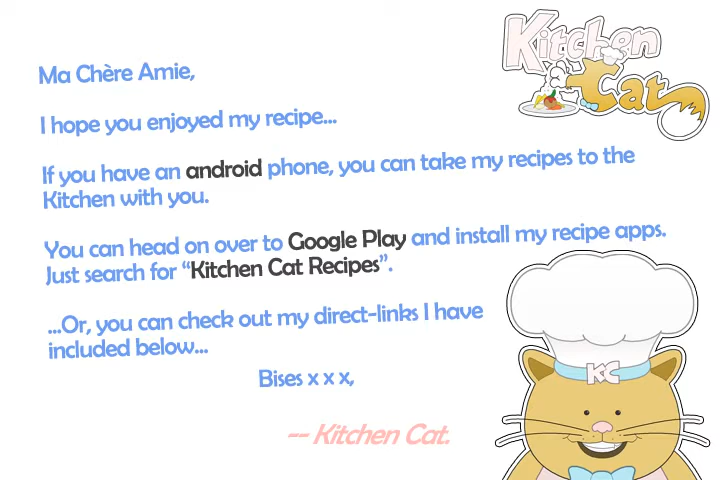 Kitchen
Cat
Ma Chère Amie,
I hope you enjoyed my recipe...
If you have an android phone, you can take my recipes to the
Kitchen with you.
You can head on over to Google Play and install my recipe apps.
Just search for “Kitchen Cat Recipes”.
...Or, you can check out my direct-links I have
included below...
Bises x x x,
-- Kitchen Cat.
KC